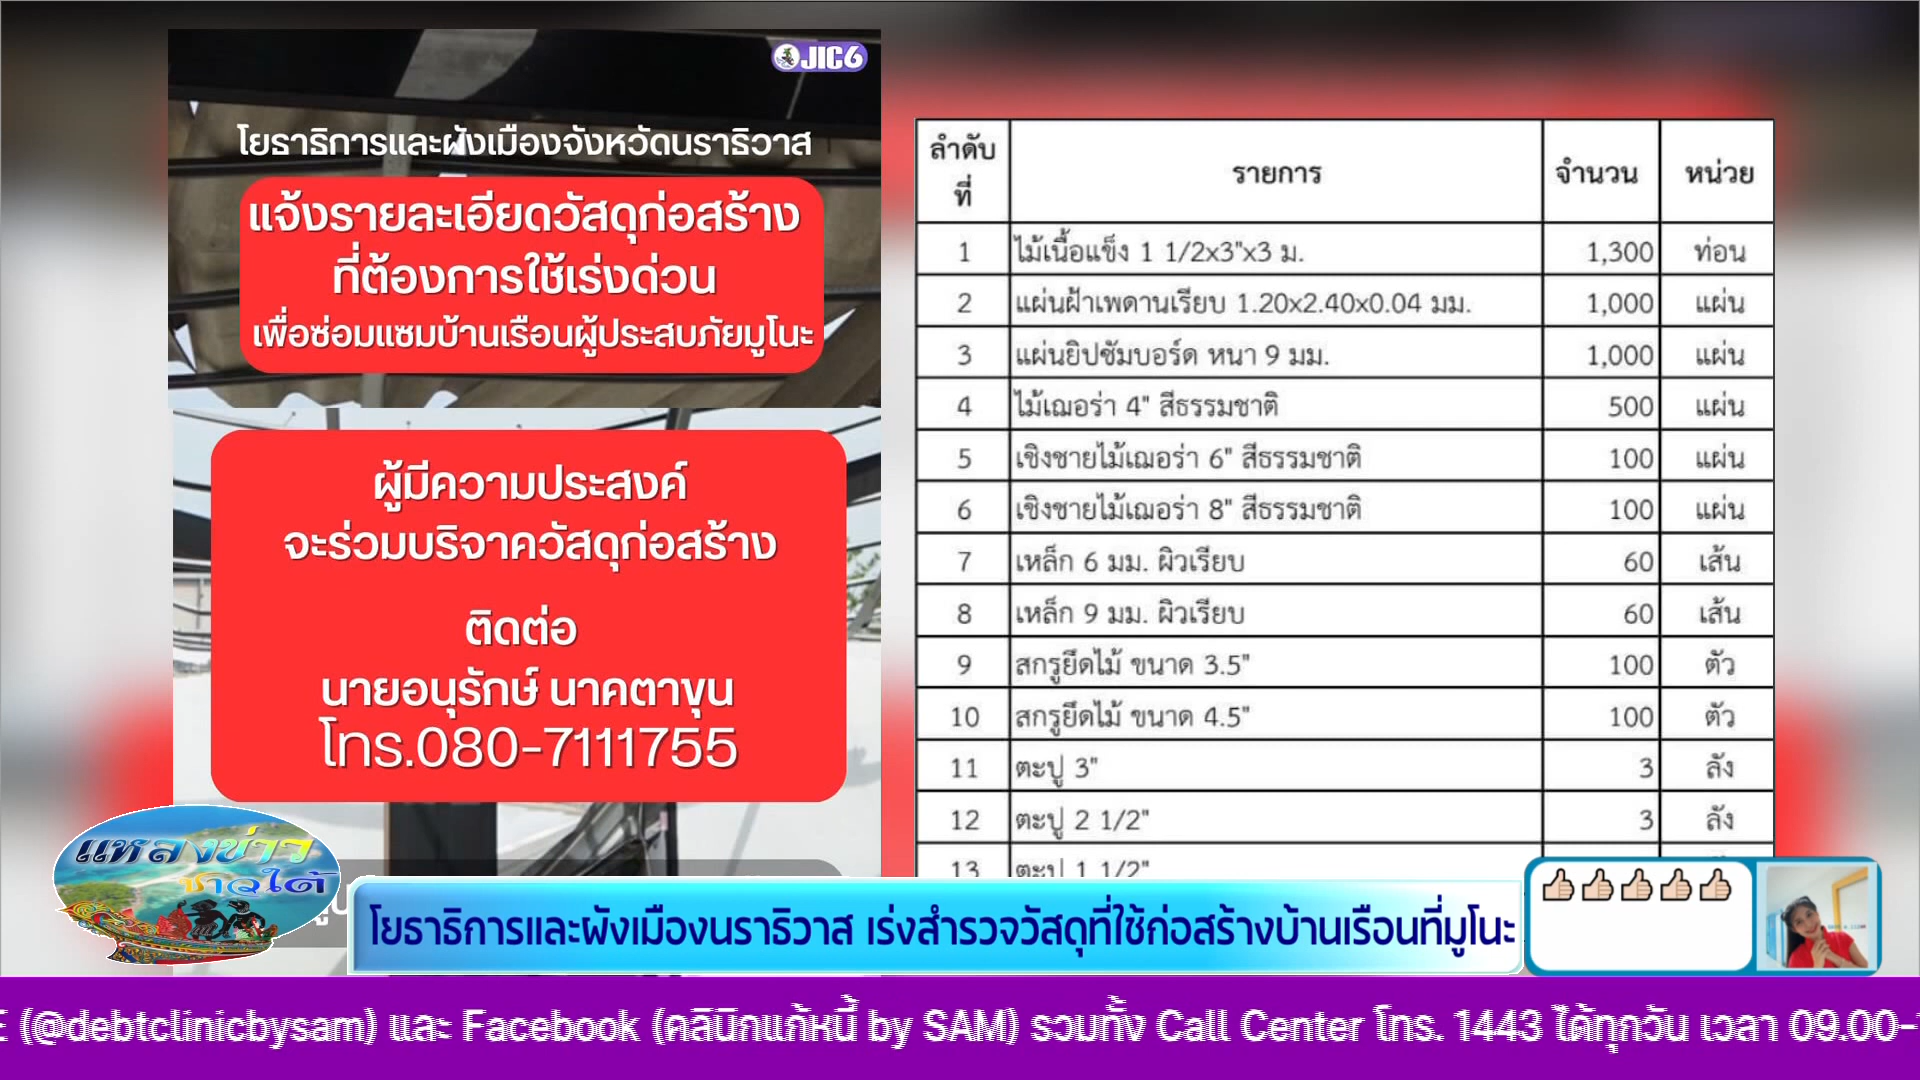 JIC6
โยธาธิการและผังเมืองจังหวัดนราธิวาส
แจ้งรายละเอียดวัสดุก่อสร้าง
ที่ต้องการใช้เร่งด่วน
เพื่อซ่อมแซมบ้านเรือนผู้ประสบภัยมูโนะ
ผู้มีความประสงค์
จะร่วมบริจาควัสดุก่อสร้าง
ติดต่อ
นายอนุรักษ์ นาคตาขุน
โทร.080-7111755
ลำดับที่ รายการ จำนวน หน่วย
1 ไม้เนื้อแข็ง 1 1/2x3"x3 ม. 1,300 ท่อน
2 แผ่นฝ้าเพดานเรียบ 1.20x2.40x0.04 มม. 1,000 แผ่น
3 แผ่นยิปซัมบอร์ด หนา 9 มม. 1,000 แผ่น
4 ไม้เฌอร่า 4" สีธรรมชาติ 500 แผ่น
5 เชิงชายไม้เฌอร่า 6" สีธรรมชาติ 100 แผ่น
6 เชิงชายไม้เฌอร่า 8" สีธรรมชาติ 100 แผ่น
7 เหล็ก 6 มม. ผิวเรียบ 60 เส้น
8 เหล็ก 9 มม. ผิวเรียบ 60 เส้น
9 สกรูยึดไม้ ขนาด 3.5" 100 ตัว
10 สกรูยึดไม้ ขนาด 4.5" 100 ตัว
11 ตะปู 3" 3 ลัง
12 ตะปู 2 1/2" 3 ลัง
13 ตะปู 1 1/2"
แหลงข่าว
ชาวใต้
โยธาธิการและผังเมืองนราธิวาส เร่งสำรวจวัสดุที่ใช้ก่อสร้างบ้านเรือนที่มูโนะ
E (@debtclinicbysam) และ Facebook (คลินิกแก้หนี้ by SAM) รวมทั้ง Call Center โทร. 1443 ได้ทุกวัน เวลา 09.00-